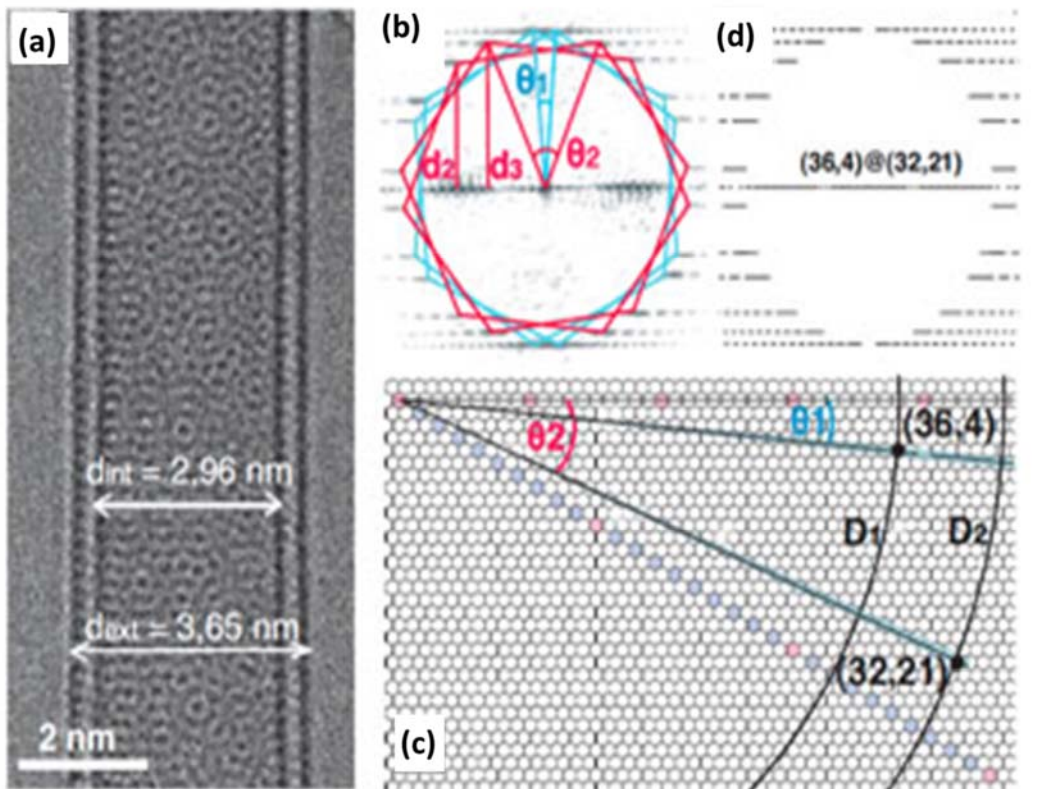 (a)
dint = 2,96 nm
dext = 3,65 nm
2 nm
(b)
θ1
d2
d3
θ2
(d)
(36,4)@(32,21)
(c)
θ2
θ1
(36,4)
D1
D2
(32,21)